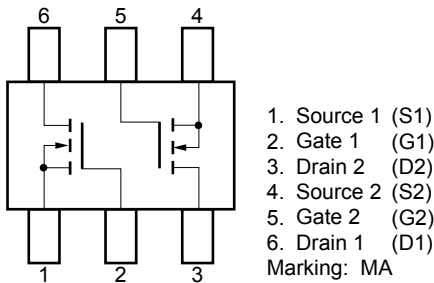 6 5 4
1. Source 1 (S1)
2. Gate 1 (G1)
3. Drain 2 (D2)
4. Source 2 (S2)
5. Gate 2 (G2)
6. Drain 1 (D1)
Marking: MA
1 2 3